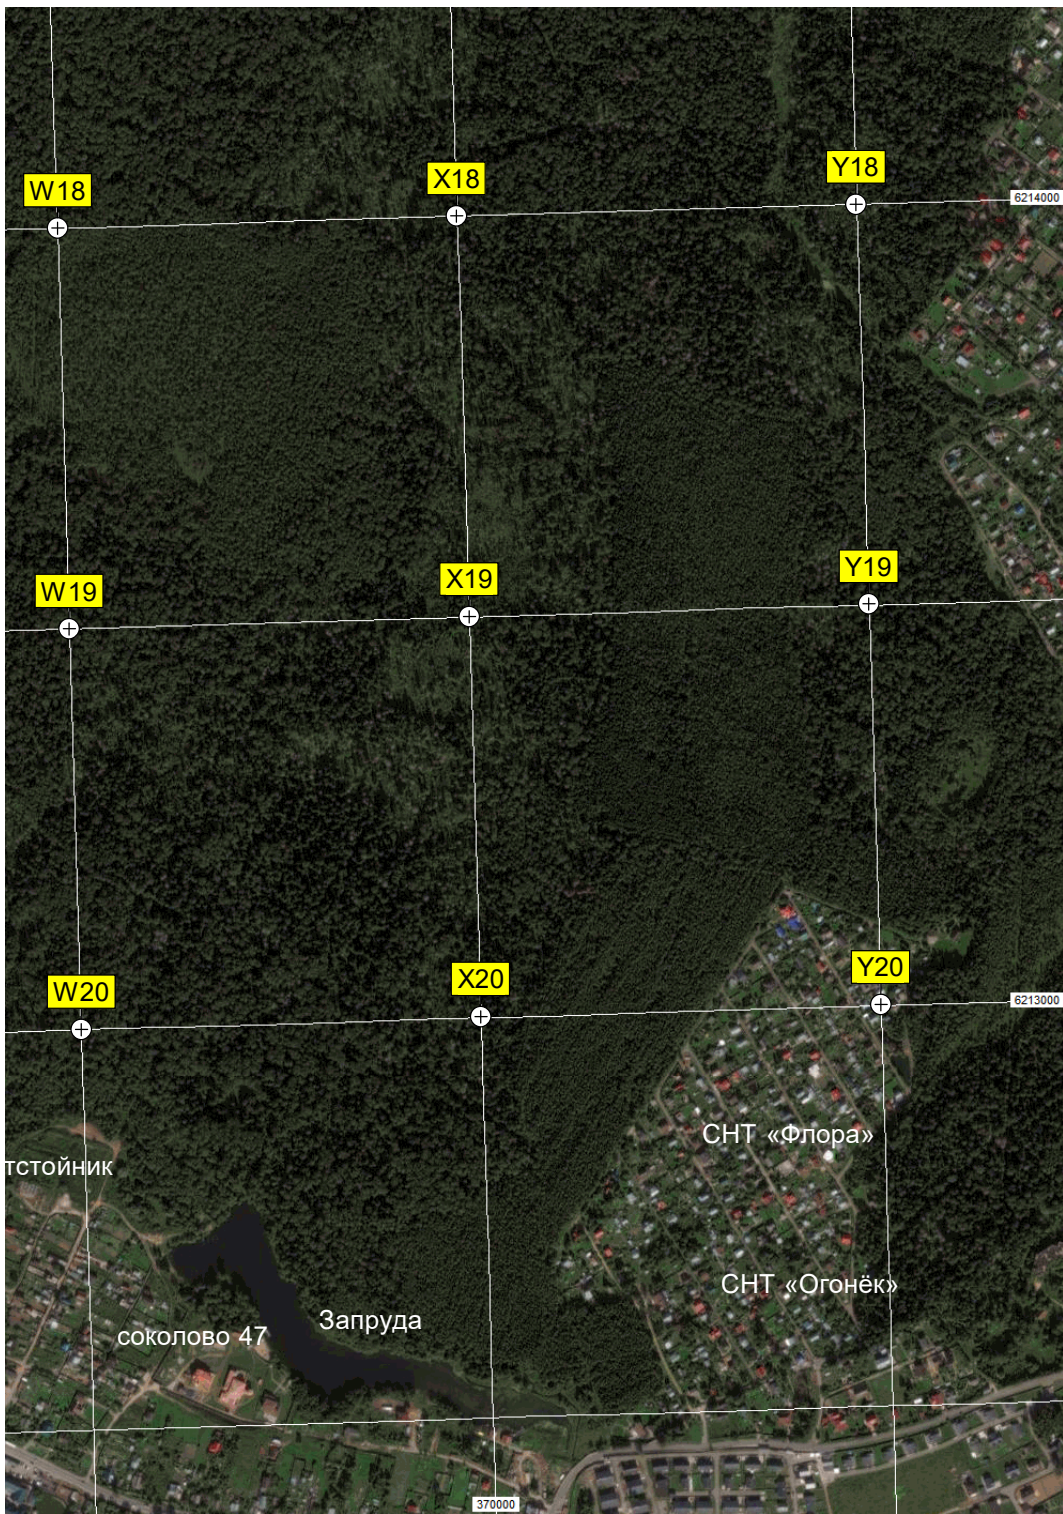 Y18
X18
W18
6214000
Y19
X19
W19
Y20
X20
W20
6213000
СНТ «Флора»
тстойник
СНТ «Огонёк»
Запруда
соколово 47
370000